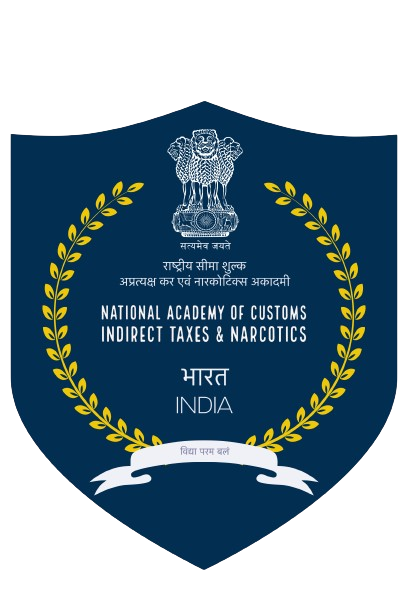 सत्यमेव जयते
राष्ट्रीय सीमा शुल्क
अप्रत्यक्ष कर एवं नारकोटिक्स अकादमी
NATIONAL ACADEMY OF CUSTOMS
INDIRECT TAXES & NARCOTICS
भारत
INDIA
विद्या परम बलं